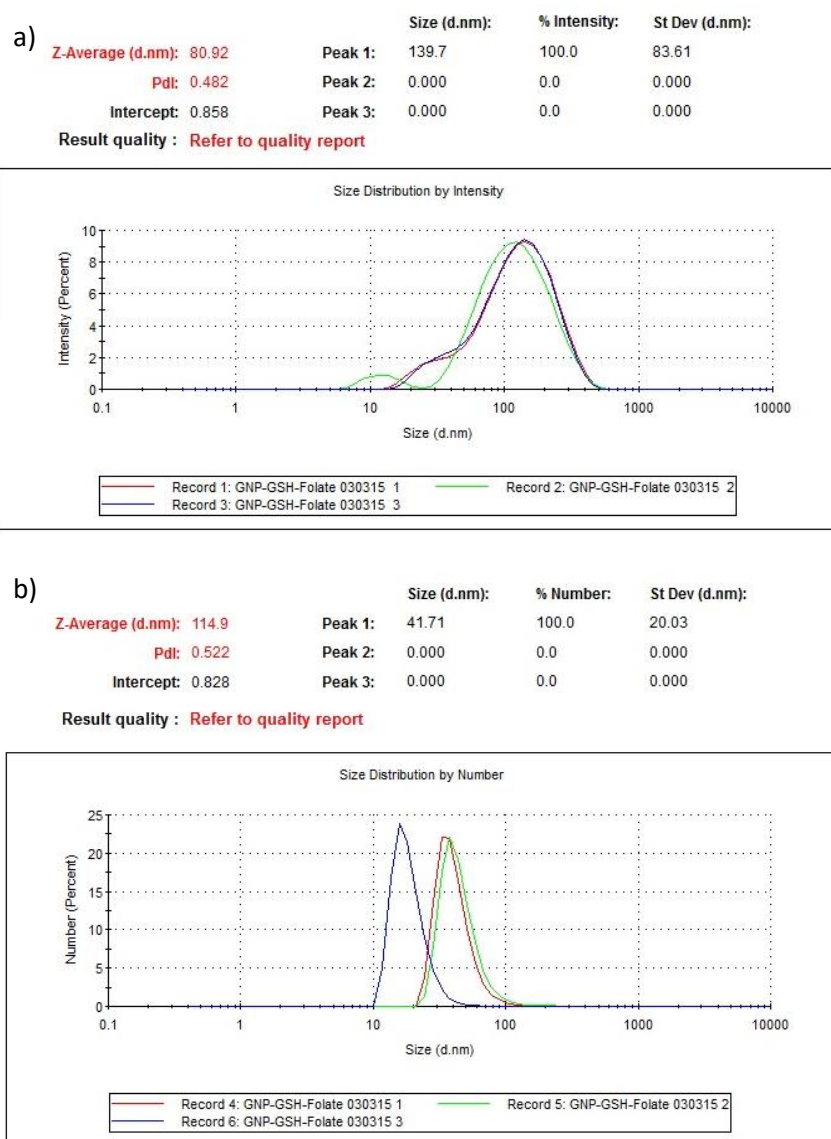 a)
Size (d.nm): % Intensity: St Dev (d.nm):
Z-Average (d.nm): 80.92 Peak 1: 139.7 100.0 83.61
PdI: 0.482 Peak 2: 0.000 0.0 0.000
Intercept: 0.858 Peak 3: 0.000 0.0 0.000
Result quality : Refer to quality report
Size Distribution by Intensity
Intensity (Percent)
10
8
6
4
2
0
0.1 1 10 100 1000 10000
Size (d.nm)
Record 1: GNP-GSH-Folate 030315 1 Record 2: GNP-GSH-Folate 030315 2
Record 3: GNP-GSH-Folate 030315 3
b)
Size (d.nm): % Number: St Dev (d.nm):
Z-Average (d.nm): 114.9 Peak 1: 41.71 100.0 20.03
PdI: 0.522 Peak 2: 0.000 0.0 0.000
Intercept: 0.828 Peak 3: 0.000 0.0 0.000
Result quality : Refer to quality report
Size Distribution by Number
Number (Percent)
25
20
15
10
5
0
0.1 1 10 100 1000 10000
Size (d.nm)
Record 4: GNP-GSH-Folate 030315 1 Record 5: GNP-GSH-Folate 030315 2
Record 6: GNP-GSH-Folate 030315 3